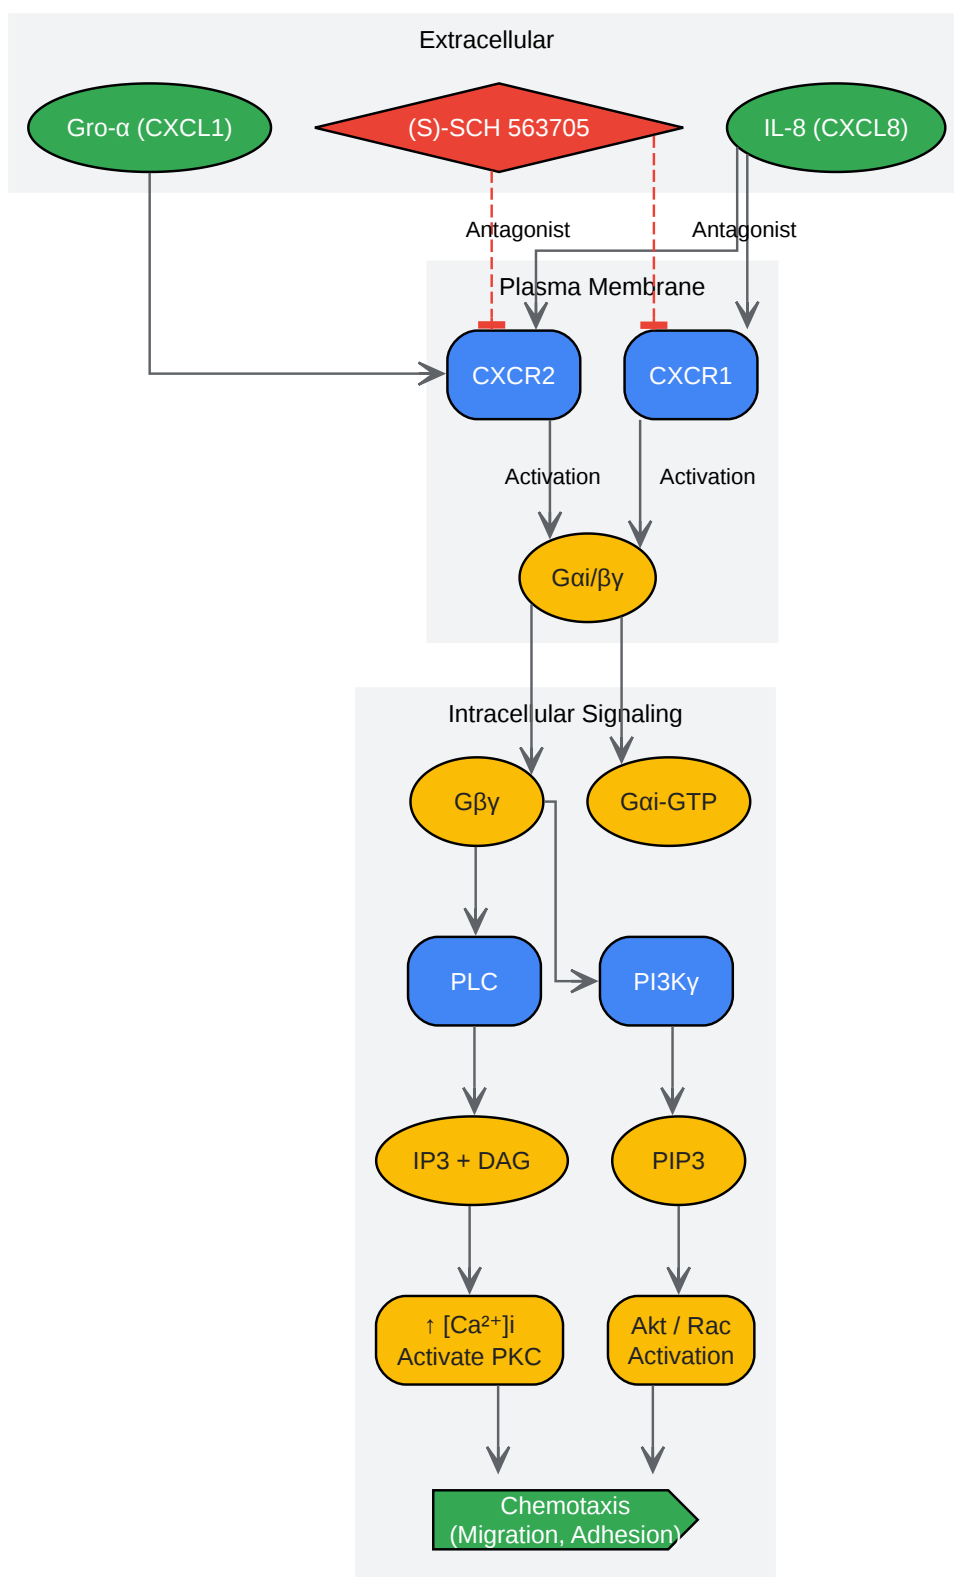 Extracellular
Gro-α (CXCL1)
(S)-SCH 563705
IL-8 (CXCL8)
Antagonist
Antagonist
Plasma Membrane
CXCR2
CXCR1
Activation
Activation
Gαi/βγ
Intracellular Signaling
Gβγ
Gαi-GTP
PLC
PI3Kγ
IP3 + DAG
PIP3
↑ [Ca²⁺]i
Activate PKC
Akt / Rac
Activation
Chemotaxis
(Migration, Adhesion)